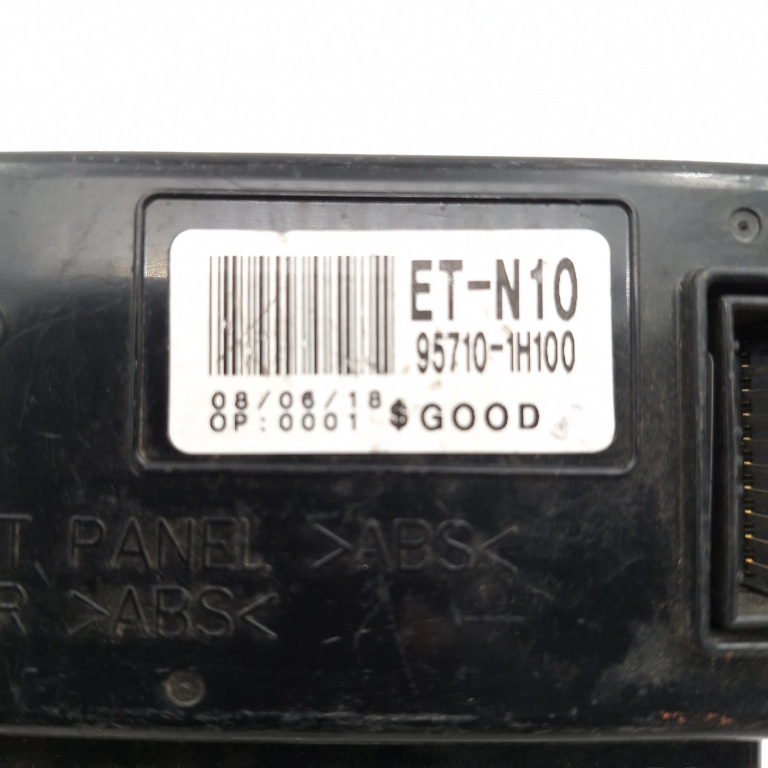 ET-N10
95710-1H100
08/06/18
OP:0001 $GOOD
T PANEL >ABS<
R >ABS<